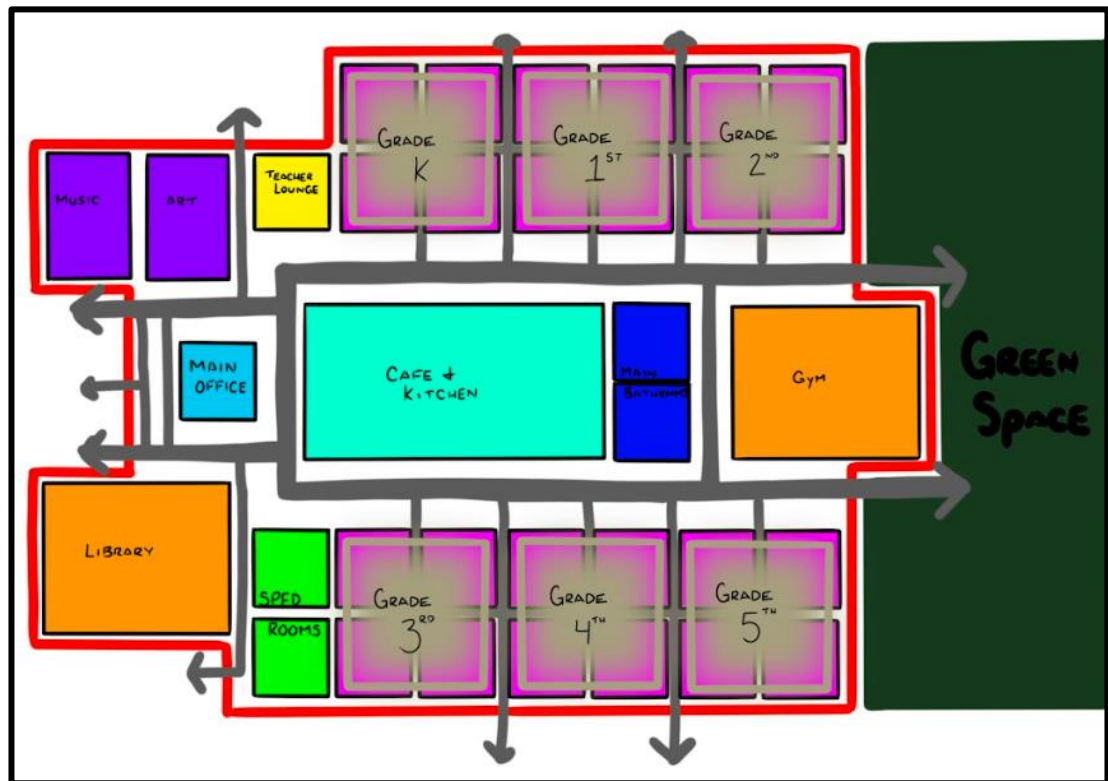 Grade
K
Grade
1ST
Grade
2ND
Music
Art
Teacher
Lounge
Main
Office
Cafe &
Kitchen
Main
Gym
Green
Space
Library
SPED
Rooms
Grade
3RD
Grade
4TH
Grade
5TH